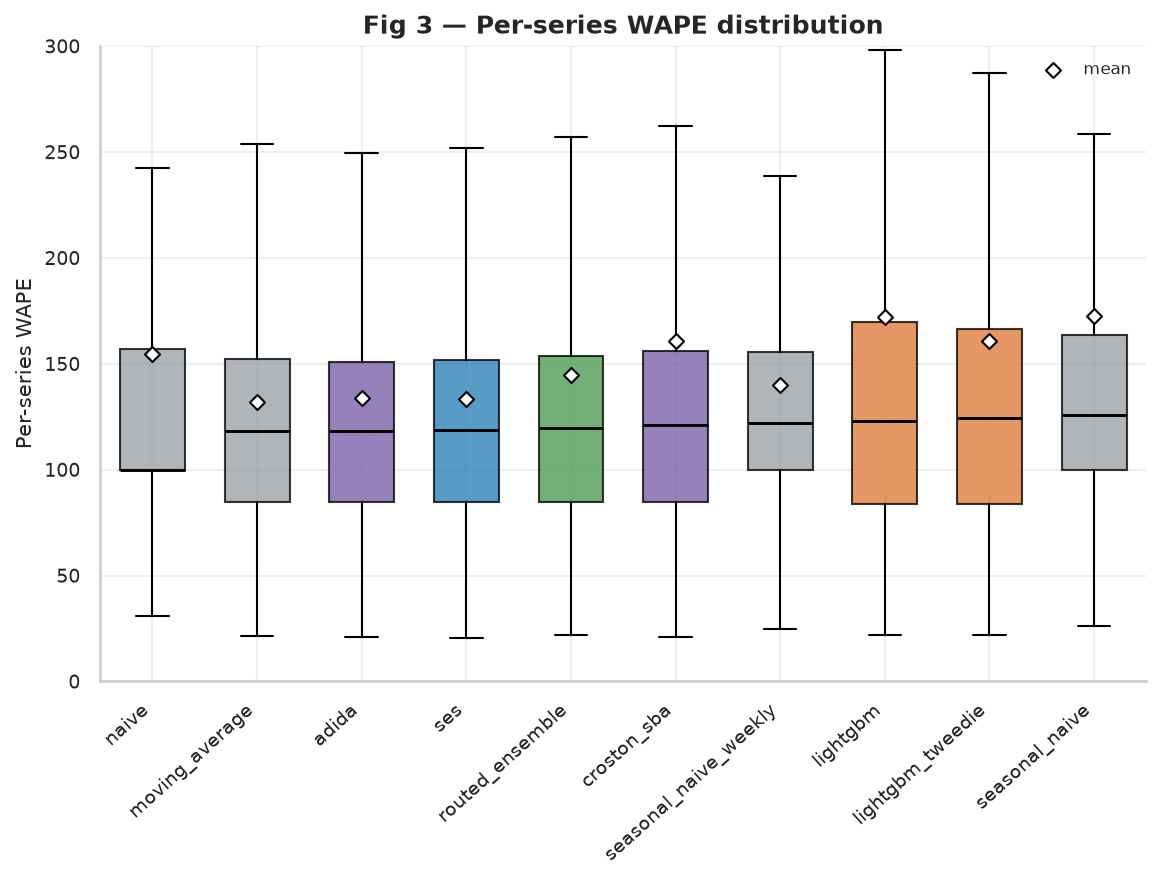 Fig 3 — Per-series WAPE distribution
mean
Per-series WAPE
300
250
200
150
100
50
0
naive
moving_average
adida
ses
routed_ensemble
croston_sba
seasonal_naive_weekly
lightgbm
lightgbm_tweedie
seasonal_naive